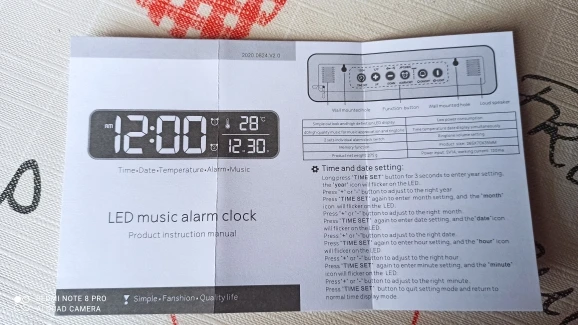 2020.0824.V2.0
AM 12:00 28°C
12.30.
Time•Date•Temperature•Alarm•Music
LED music alarm clock
Product instruction manual
Simple•Fanshion•Quality life
REDMI NOTE 8 PRO
QUAD CAMERA
Wall mounted hole Function button Wall mounted hole Loud speaker
Memory function
Product net weight
Time and date setting:
Long press "TIME SET" button for 3 seconds to enter year setting,
the "year" icon will flicker on the LED.
Press "+" or "-" button to adjust to the right year.
Press "TIME SET" again to enter month setting, and the "month"
icon will flicker on the LED.
Press "+" or "-" button to adjust to the right month.
Press "TIME SET" again to enter date setting, and the "date" icon
will flicker on the LED.
Press "+" or "-" button to adjust to the right date.
Press "TIME SET" again to enter hour setting, and the "hour" icon
will flicker on the LED.
Press "+" or "-" button to adjust to the right hour.
Press "TIME SET" again to enter minute setting, and the "minute"
icon will flicker on the LED.
Press "+" or "-" button to adjust to the right minute.
Press "TIME SET" button to quit setting mode and return to
normal time display mode.